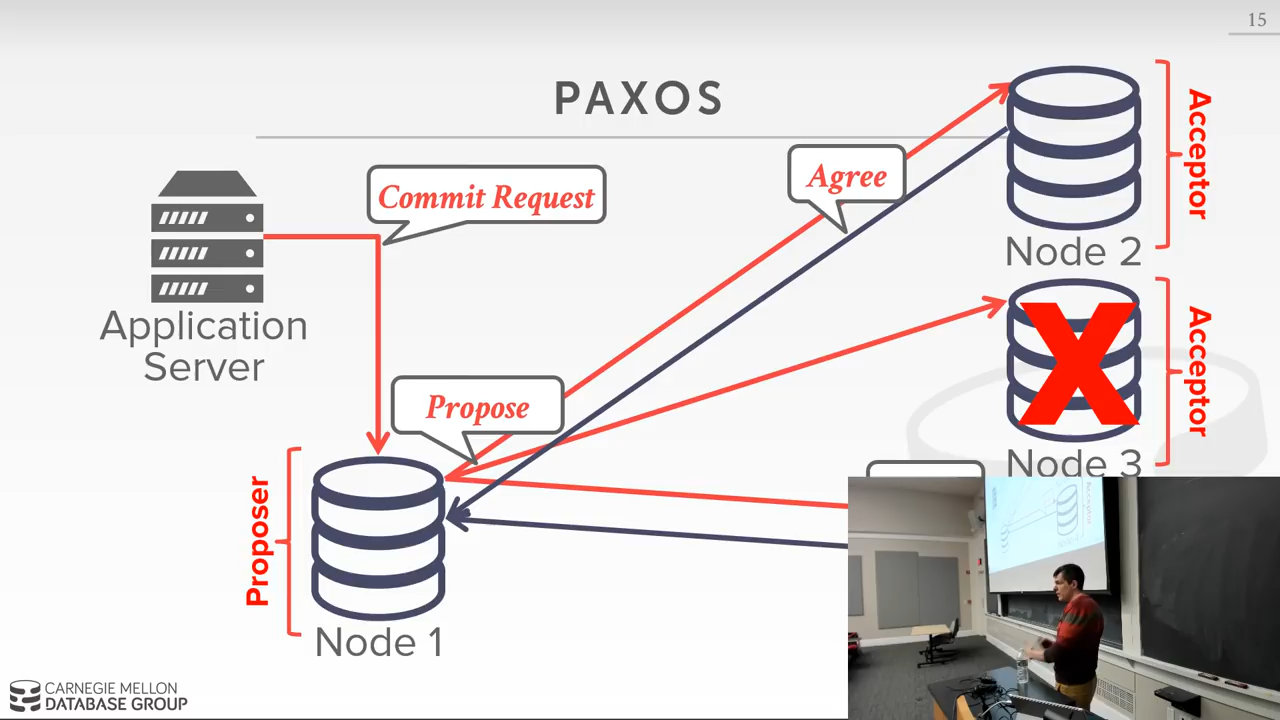 15
PAXOS
Commit Request
Agree
Acceptor
Node 2
Application
Server
Propose
Acceptor
Node 3
Proposer
Node 1
CARNEGIE MELLON
DATABASE GROUP